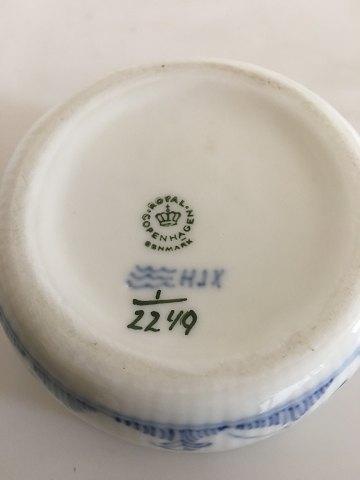 ROYAL
COPENHAGEN
DENMARK
HJX
1
2249